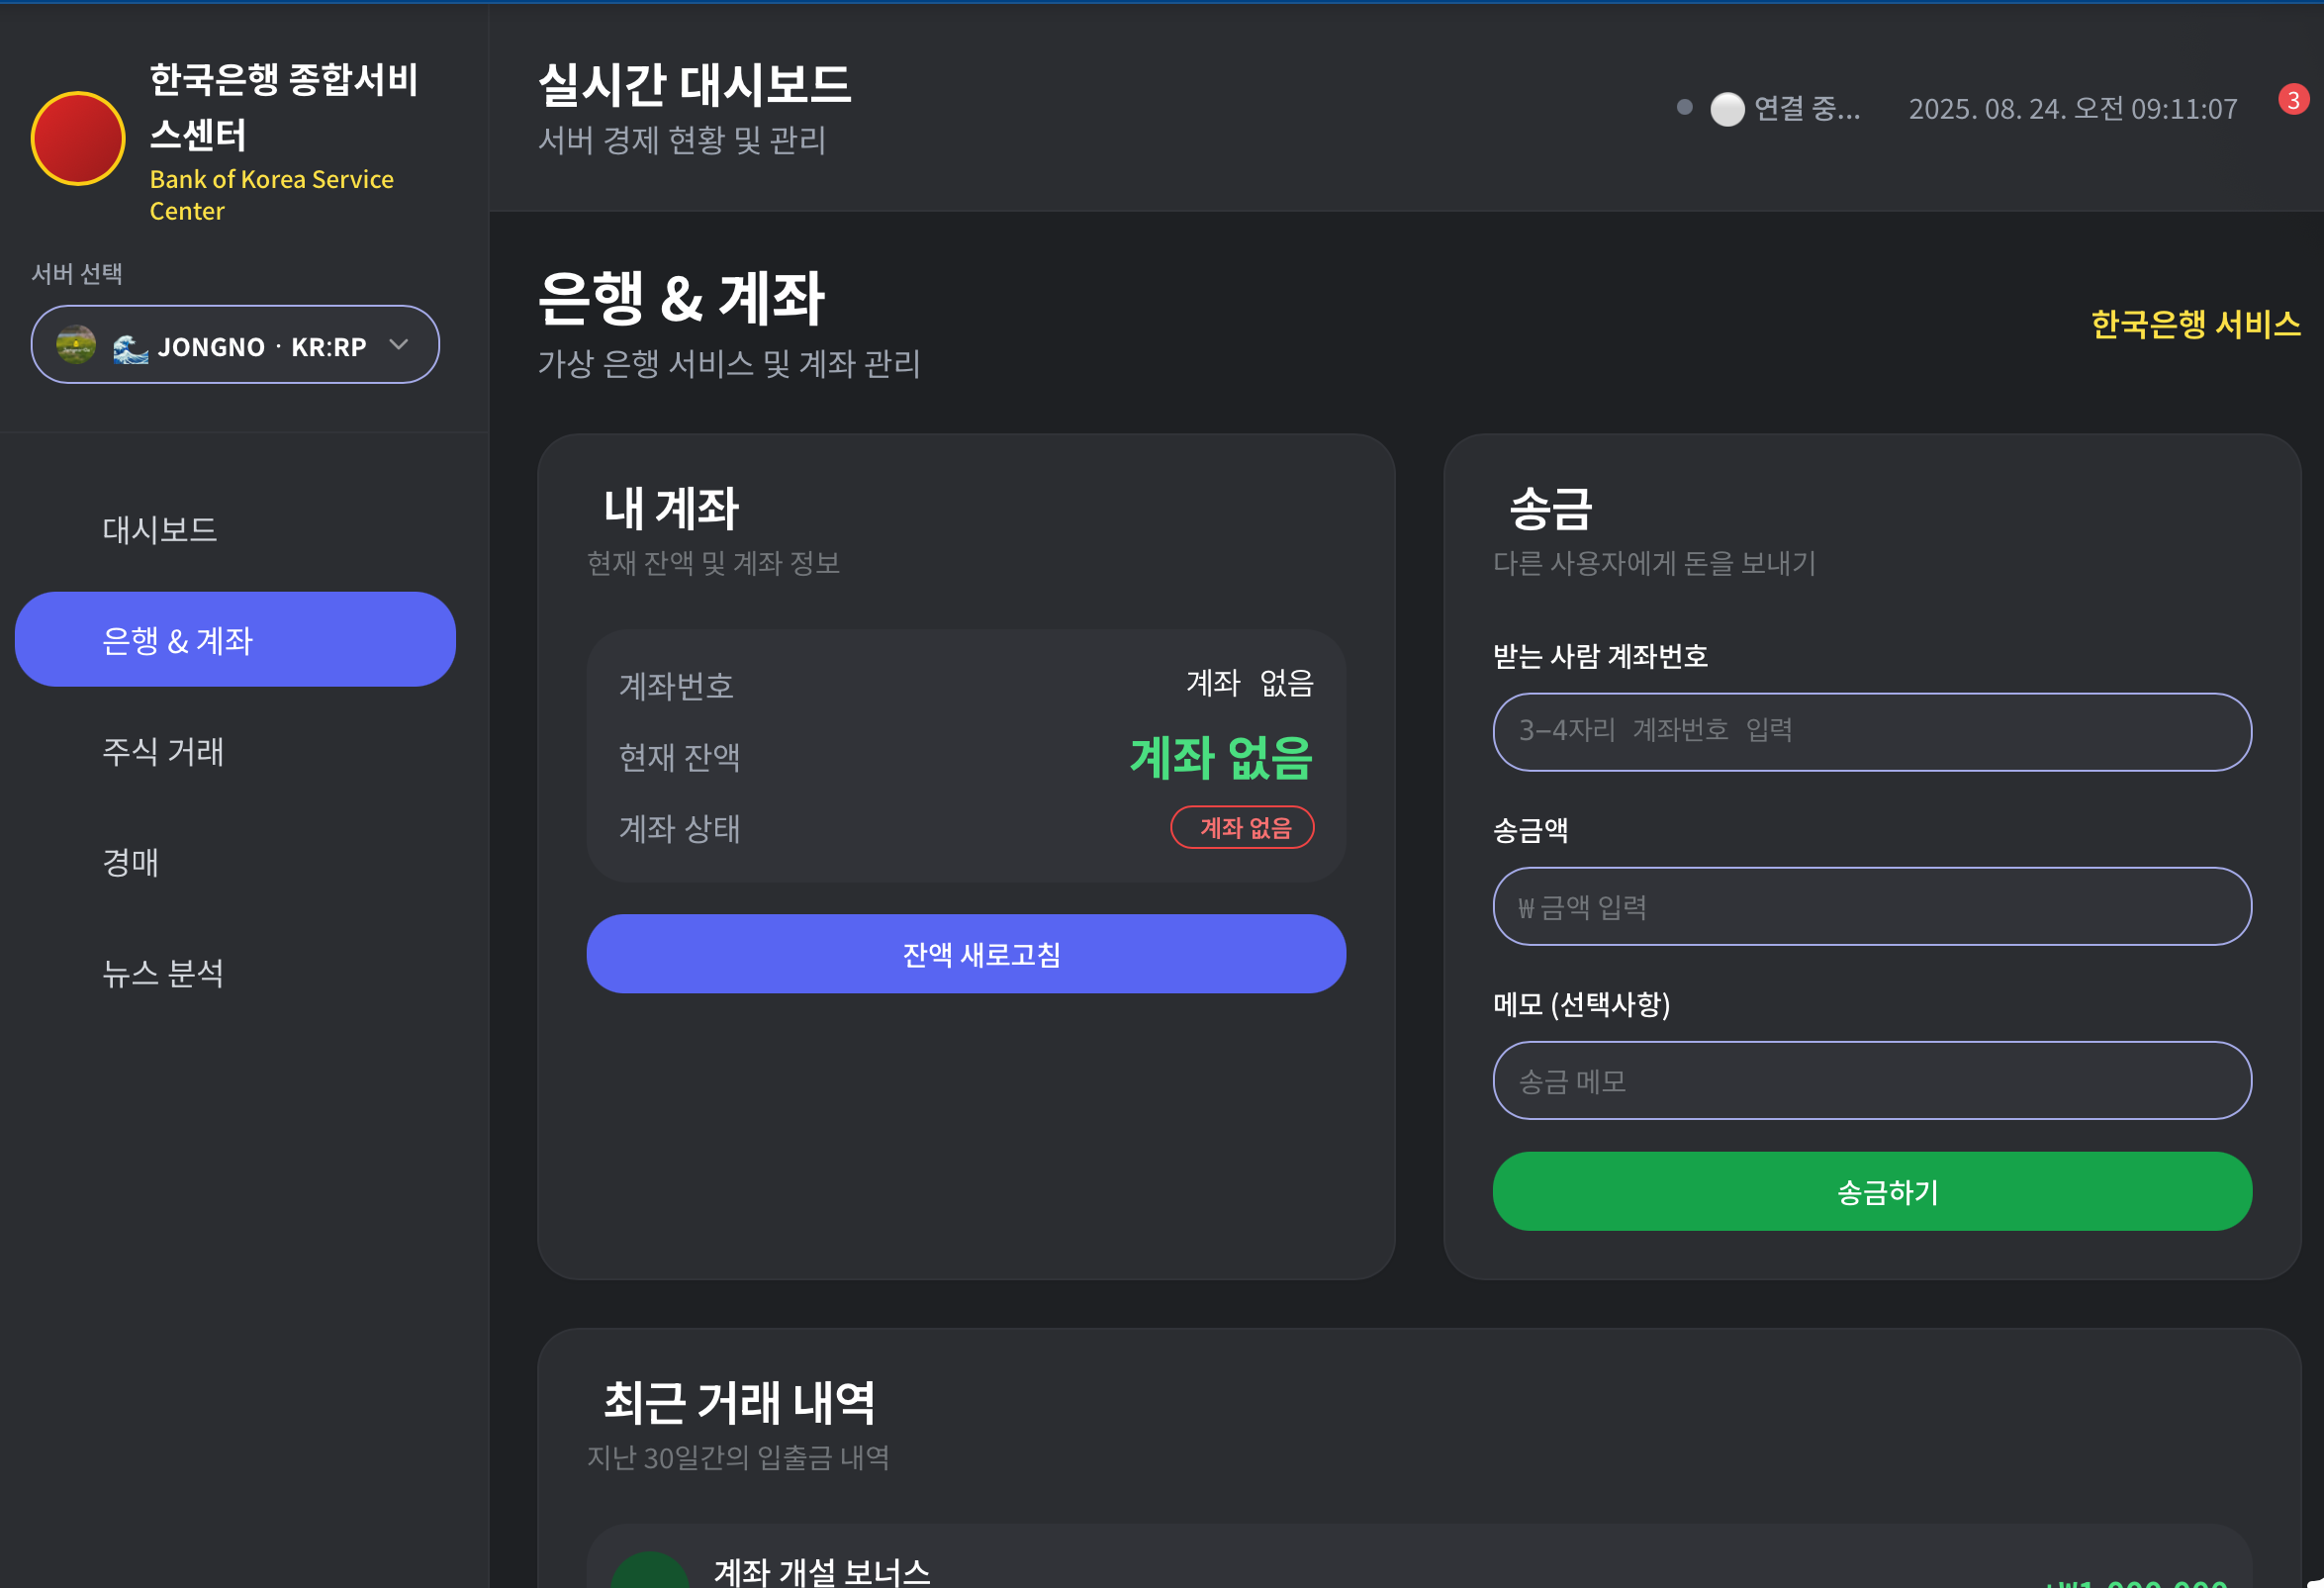 한국은행 종합서비
스센터
Bank of Korea Service
Center
서버 선택
🌊 JONGNO · KR:RP
대시보드
은행 & 계좌
주식 거래
경매
뉴스 분석
실시간 대시보드
서버 경제 현황 및 관리
⚪ 연결 중...
2025. 08. 24. 오전 09:11:07
3
은행 & 계좌
가상 은행 서비스 및 계좌 관리
한국은행 서비스
내 계좌
현재 잔액 및 계좌 정보
계좌번호 계좌 없음
현재 잔액 계좌 없음
계좌 상태 계좌 없음
잔액 새로고침
송금
다른 사용자에게 돈을 보내기
받는 사람 계좌번호
3-4자리 계좌번호 입력
송금액
₩ 금액 입력
메모 (선택사항)
송금 메모
송금하기
최근 거래 내역
지난 30일간의 입출금 내역
계좌 개설 보너스
+₩1,000,000